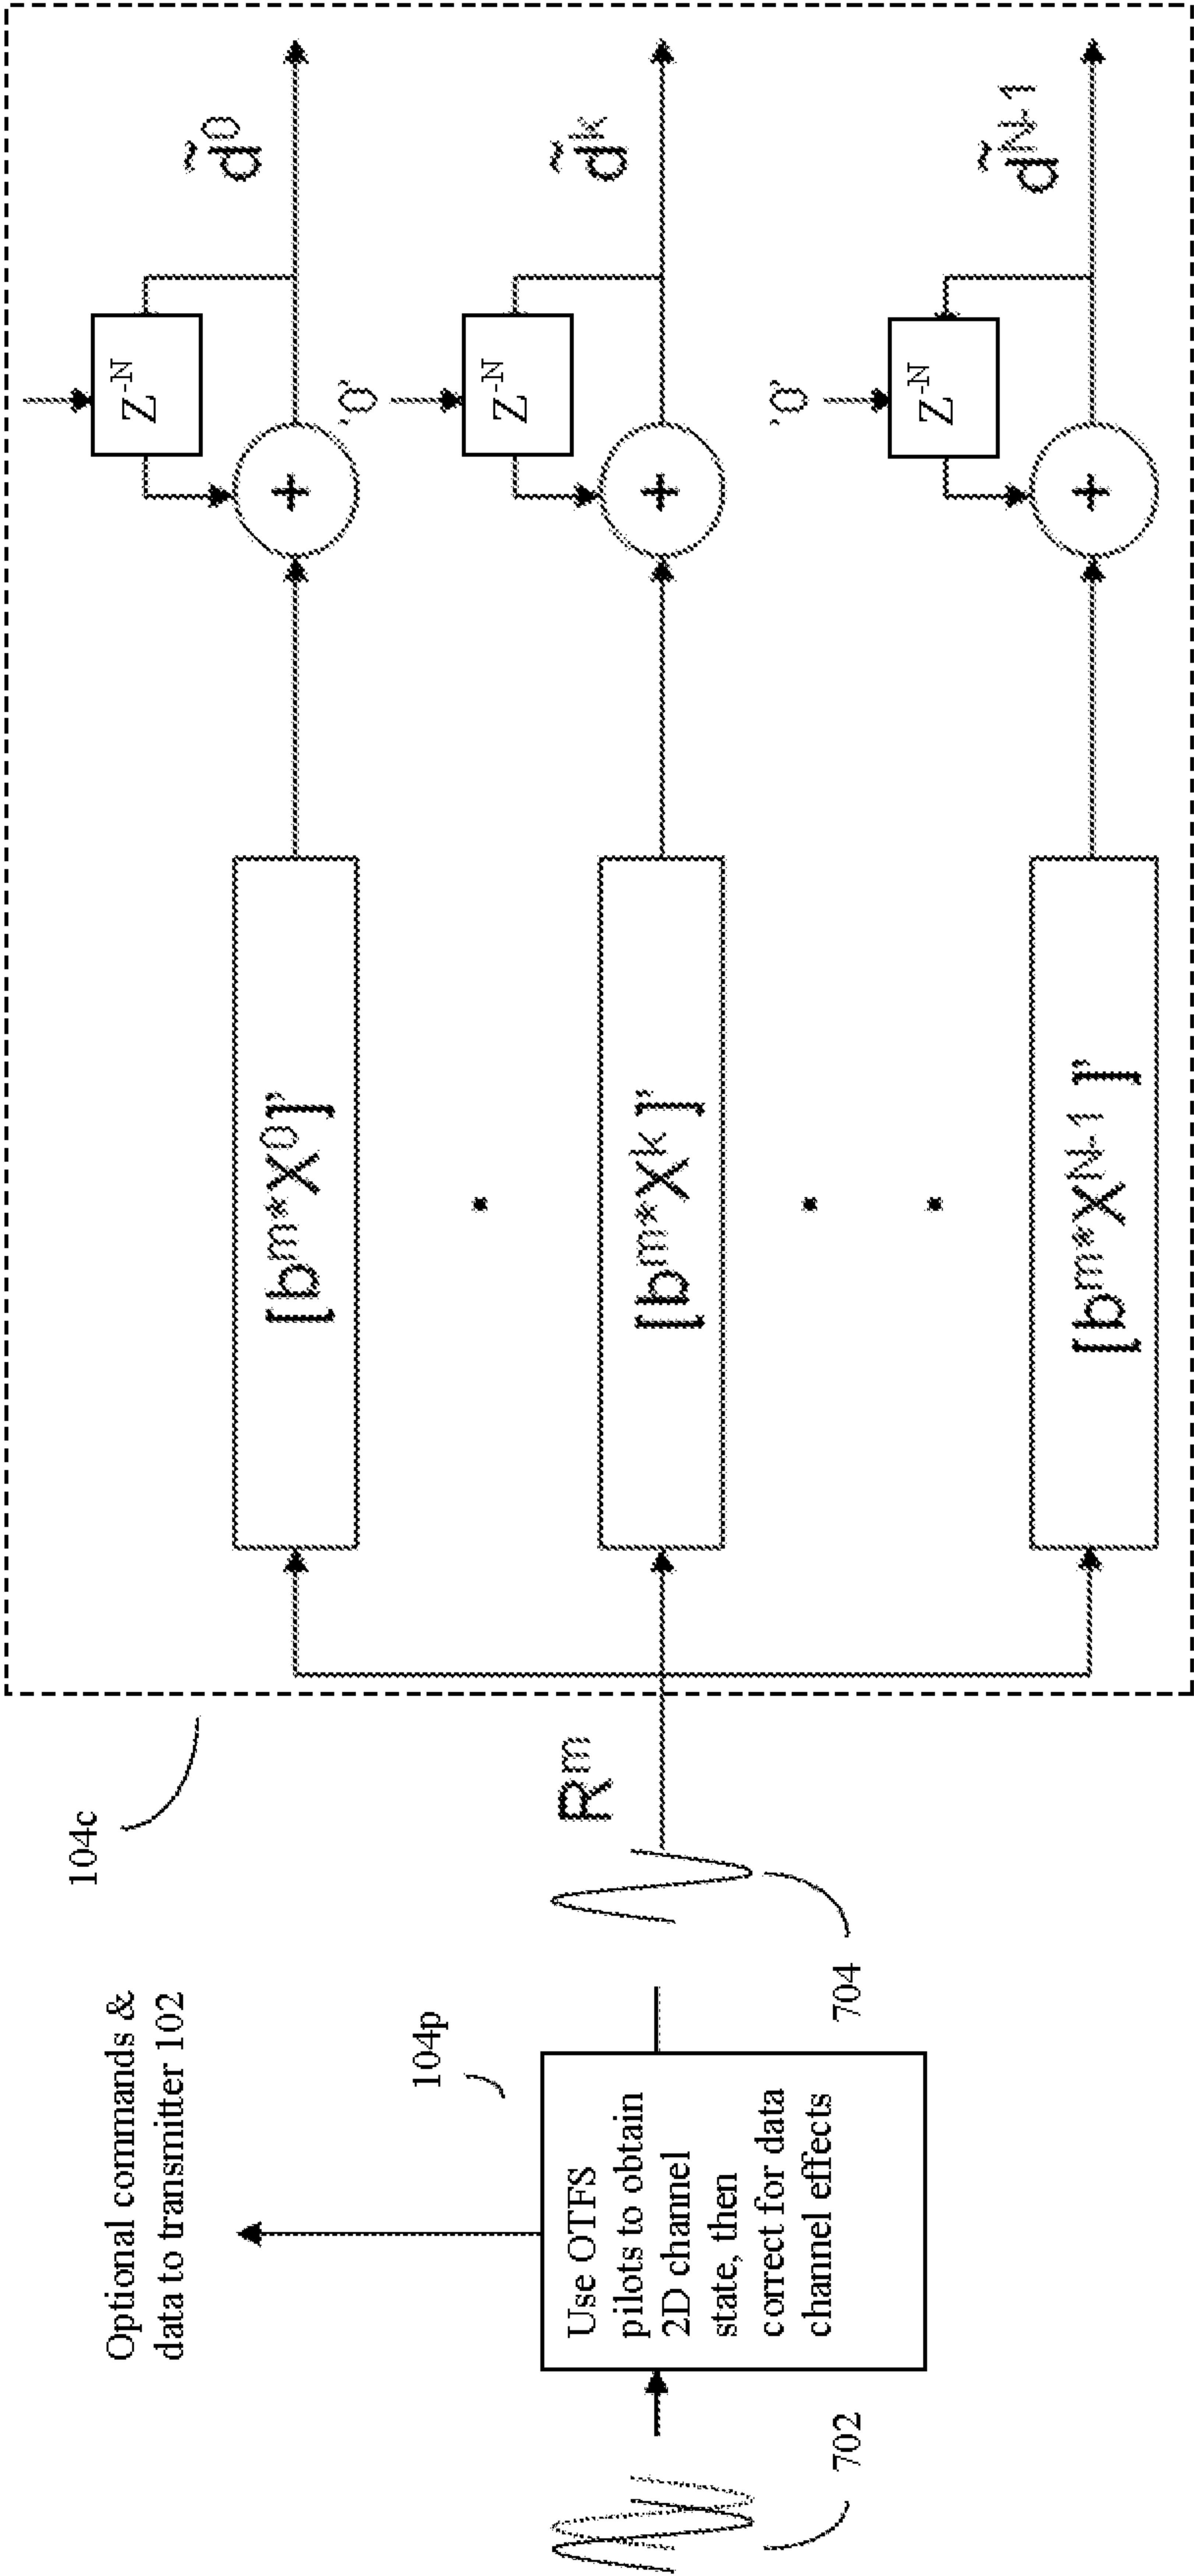 Optional commands &
data to transmitter 102
104p
Use OTFS
pilots to obtain
2D channel
state, then
correct for data
channel effects
702
704
R^m
104c
[b^m*X^0]'
[b^m*X^k]'
[b^m*X^N-1]'
+
+
+
Z^-N
'0'
Z^-N
'0'
Z^-N
d̃^0
d̃^k
d̃^N-1